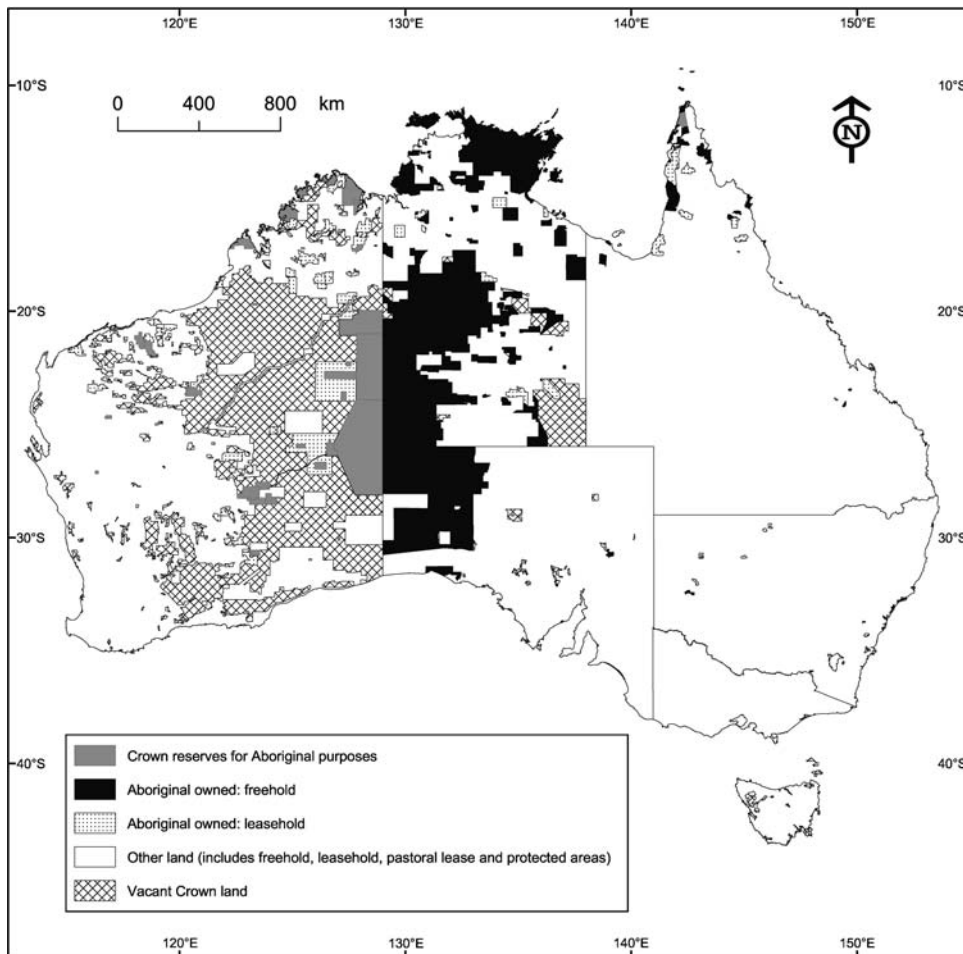 120°E 130°E 140°E 150°E
10°S 10°S
0 400 800 km
N
20°S 20°S
30°S 30°S
40°S 40°S
Crown reserves for Aboriginal purposes
Aboriginal owned: freehold
Aboriginal owned: leasehold
Other land (includes freehold, leasehold, pastoral lease and protected areas)
Vacant Crown land
120°E 130°E 140°E 150°E